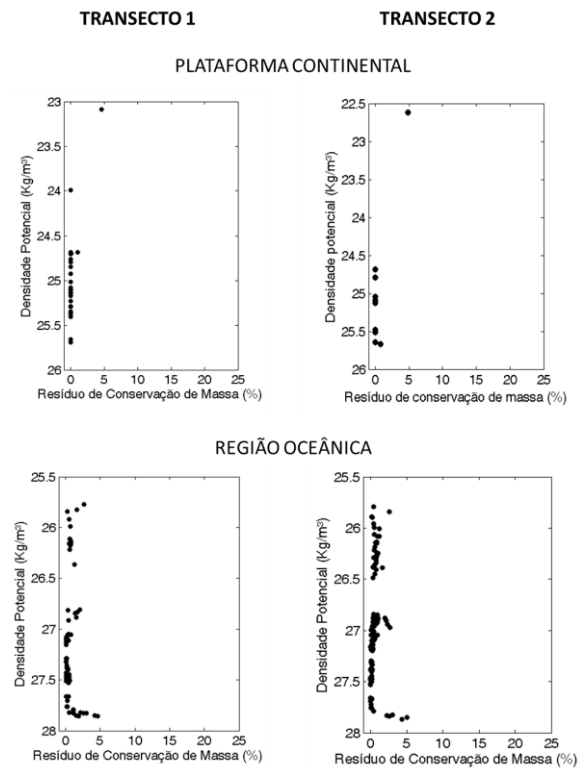 TRANSECTO 1 TRANSECTO 2
PLATAFORMA CONTINENTAL
Densidade Potencial (Kg/m³)
23
24
24.5
25
25.5
26
0 5 10 15 20 25
Resíduo de Conservação de Massa (%)
Densidade potencial (Kg/m³)
22.5
23
23.5
24
24.5
25
25.5
26
0 5 10 15 20 25
Resíduo de conservação de massa (%)
REGIÃO OCEÂNICA
Densidade Potencial (Kg/m³)
25.5
26
26.5
27
27.5
28
0 5 10 15 20 25
Resíduo de Conservação de Massa (%)
Densidade Potencial (Kg/m³)
25.5
26
26.5
27
27.5
28
0 5 10 15 20 25
Resíduo de Conservação de Massa (%)